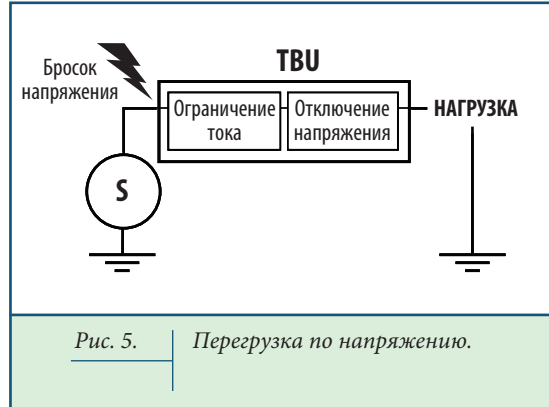 TBU
Бросок
напряжения
Ограничение
тока
Отключение
напряжения
НАГРУЗКА
S
Рис. 5. Перегрузка по напряжению.